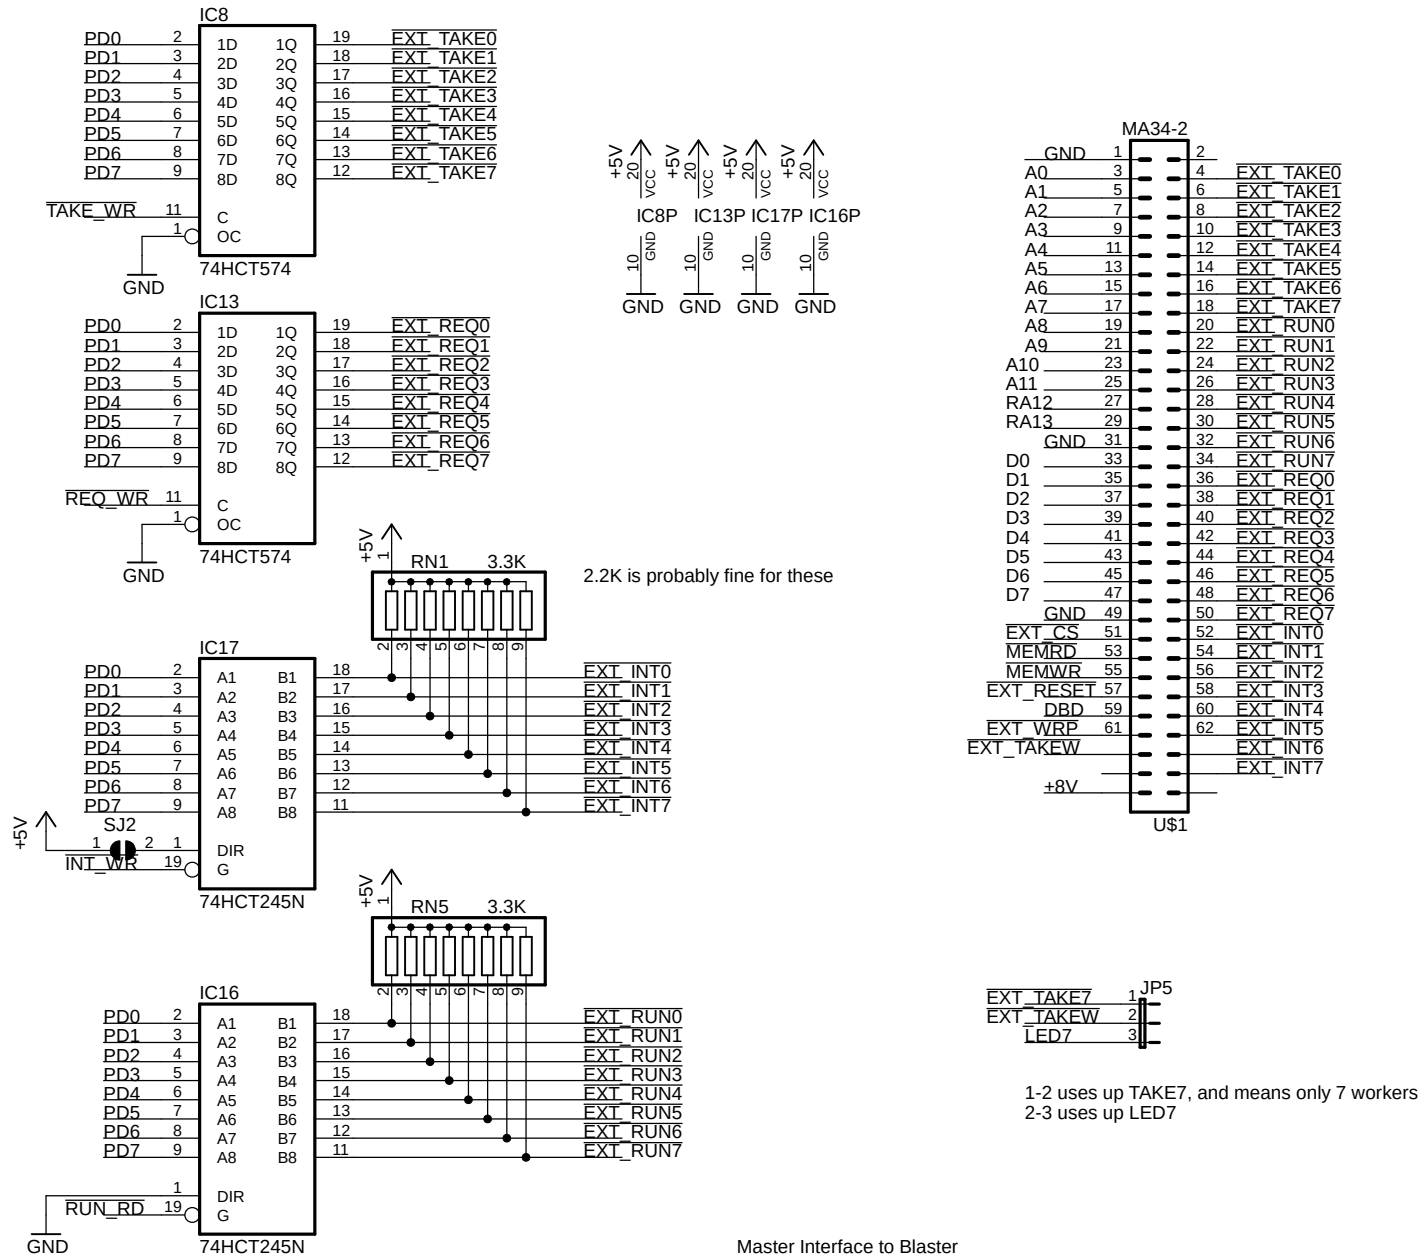 IC8
PD0 2 1D 1Q 19 EXT_TAKE0
PD1 3 2D 2Q 18 EXT_TAKE1
PD2 4 3D 3Q 17 EXT_TAKE2
PD3 5 4D 4Q 16 EXT_TAKE3
PD4 6 5D 5Q 15 EXT_TAKE4
PD5 7 6D 6Q 14 EXT_TAKE5
PD6 8 7D 7Q 13 EXT_TAKE6
PD7 9 8D 8Q 12 EXT_TAKE7
TAKE_WR 11 C
1 OC
GND
74HCT574
IC13
PD0 2 1D 1Q 19 EXT_REQ0
PD1 3 2D 2Q 18 EXT_REQ1
PD2 4 3D 3Q 17 EXT_REQ2
PD3 5 4D 4Q 16 EXT_REQ3
PD4 6 5D 5Q 15 EXT_REQ4
PD5 7 6D 6Q 14 EXT_REQ5
PD6 8 7D 7Q 13 EXT_REQ6
PD7 9 8D 8Q 12 EXT_REQ7
REQ_WR 11 C
1 OC
GND
74HCT574
+5V 1
RN1 3.3K
2 3 4 5 6 7 8 9
2.2K is probably fine for these
IC17
PD0 2 A1 B1 18 EXT_INT0
PD1 3 A2 B2 17 EXT_INT1
PD2 4 A3 B3 16 EXT_INT2
PD3 5 A4 B4 15 EXT_INT3
PD4 6 A5 B5 14 EXT_INT4
PD5 7 A6 B6 13 EXT_INT5
PD6 8 A7 B7 12 EXT_INT6
PD7 9 A8 B8 11 EXT_INT7
+5V
SJ2
1 2 1 DIR
INT_WR 19 G
74HCT245N
+5V 1
RN5 3.3K
2 3 4 5 6 7 8 9
IC16
PD0 2 A1 B1 18 EXT_RUN0
PD1 3 A2 B2 17 EXT_RUN1
PD2 4 A3 B3 16 EXT_RUN2
PD3 5 A4 B4 15 EXT_RUN3
PD4 6 A5 B5 14 EXT_RUN4
PD5 7 A6 B6 13 EXT_RUN5
PD6 8 A7 B7 12 EXT_RUN6
PD7 9 A8 B8 11 EXT_RUN7
1 DIR
RUN_RD 19 G
GND
74HCT245N
+5V +5V +5V +5V
20 VCC 20 VCC 20 VCC 20 VCC
IC8P IC13P IC17P IC16P
10 GND 10 GND 10 GND 10 GND
GND GND GND GND
MA34-2
GND 1 2
A0 3 4 EXT_TAKE0
A1 5 6 EXT_TAKE1
A2 7 8 EXT_TAKE2
A3 9 10 EXT_TAKE3
A4 11 12 EXT_TAKE4
A5 13 14 EXT_TAKE5
A6 15 16 EXT_TAKE6
A7 17 18 EXT_TAKE7
A8 19 20 EXT_RUN0
A9 21 22 EXT_RUN1
A10 23 24 EXT_RUN2
A11 25 26 EXT_RUN3
RA12 27 28 EXT_RUN4
RA13 29 30 EXT_RUN5
GND 31 32 EXT_RUN6
D0 33 34 EXT_RUN7
D1 35 36 EXT_REQ0
D2 37 38 EXT_REQ1
D3 39 40 EXT_REQ2
D4 41 42 EXT_REQ3
D5 43 44 EXT_REQ4
D6 45 46 EXT_REQ5
D7 47 48 EXT_REQ6
GND 49 50 EXT_REQ7
EXT_CS 51 52 EXT_INT0
MEMRD 53 54 EXT_INT1
MEMWR 55 56 EXT_INT2
EXT_RESET 57 58 EXT_INT3
DBD 59 60 EXT_INT4
EXT_WRP 61 62 EXT_INT5
EXT_TAKEW EXT_INT6
EXT_INT7
+8V
U$1
JP5
EXT_TAKE7 1
EXT_TAKEW 2
LED7 3
1-2 uses up TAKE7, and means only 7 workers
2-3 uses up LED7
Master Interface to Blaster